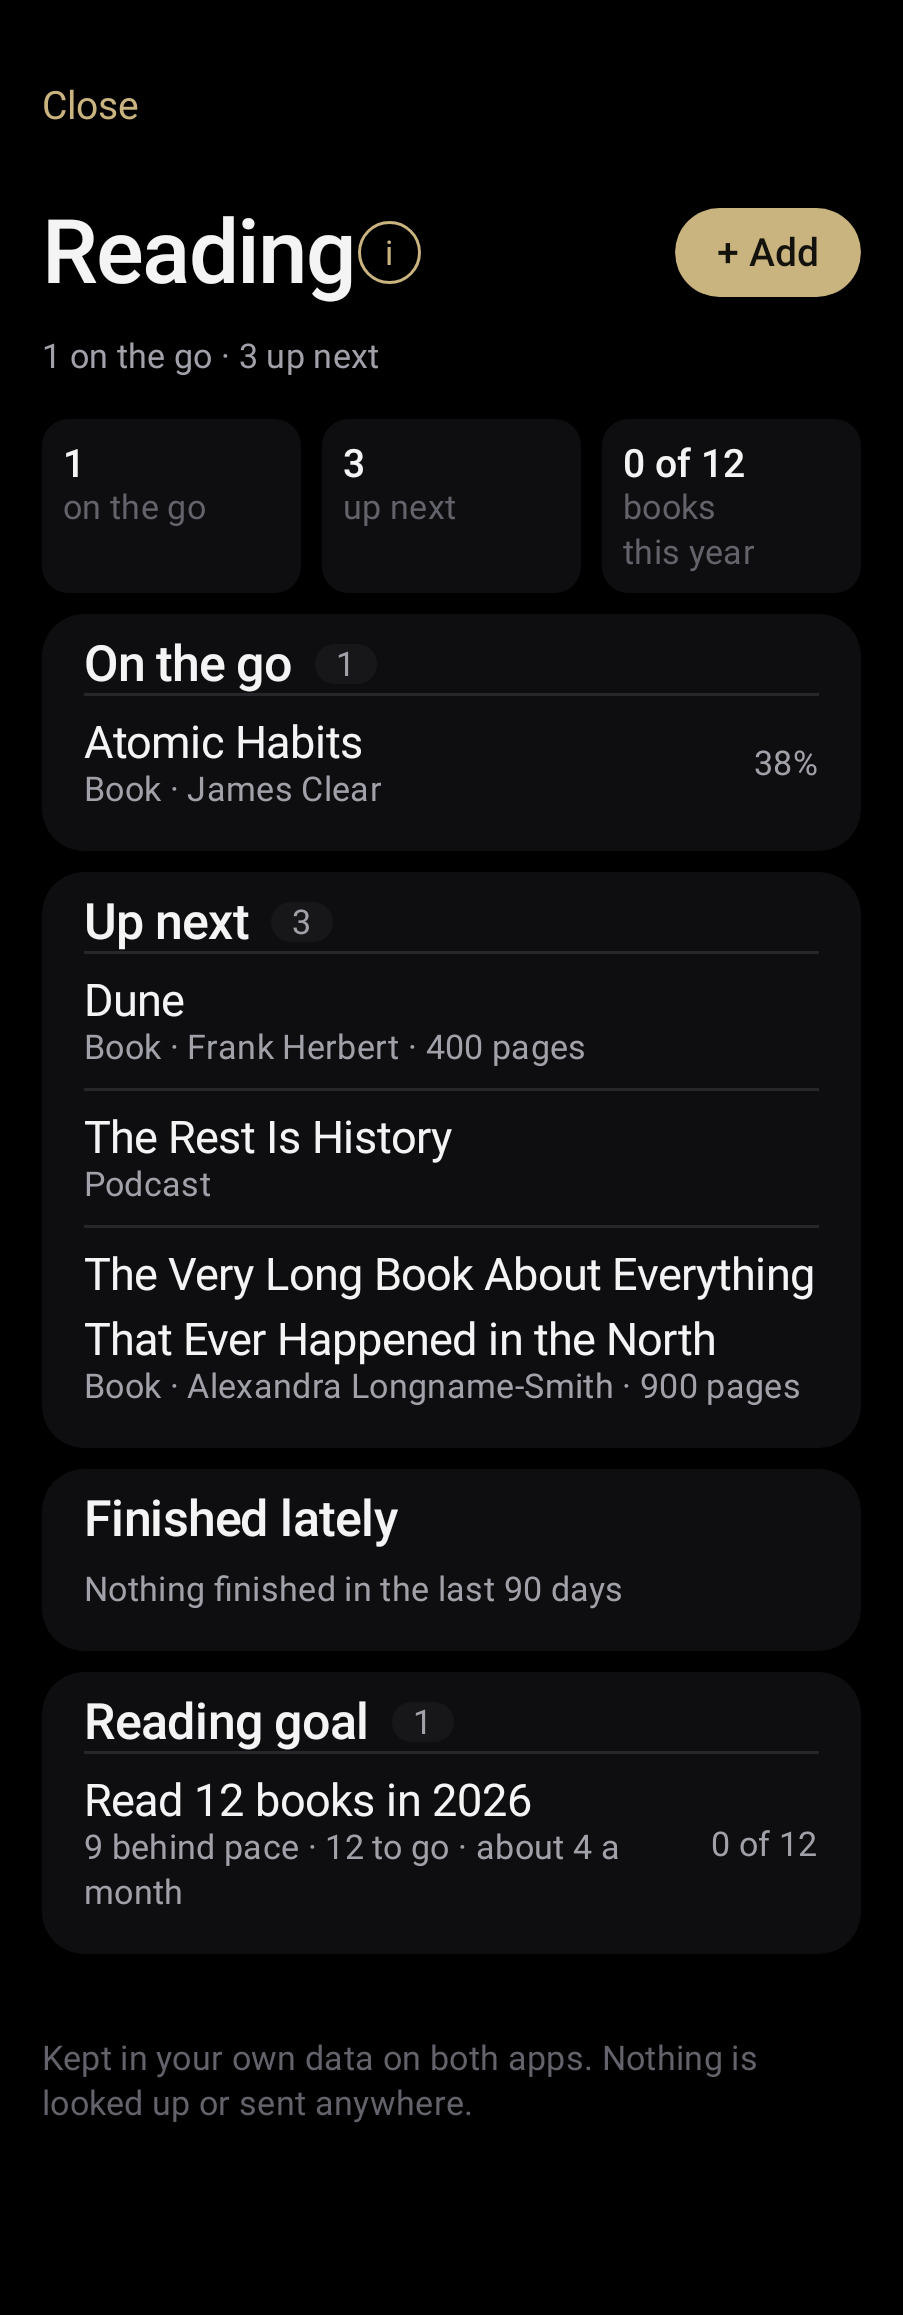 Close
Reading i
+ Add
1 on the go · 3 up next
1
on the go
3
up next
0 of 12
books
this year
On the go 1
Atomic Habits
Book · James Clear
38%
Up next 3
Dune
Book · Frank Herbert · 400 pages
The Rest Is History
Podcast
The Very Long Book About Everything
That Ever Happened in the North
Book · Alexandra Longname-Smith · 900 pages
Finished lately
Nothing finished in the last 90 days
Reading goal 1
Read 12 books in 2026
9 behind pace · 12 to go · about 4 a
month
0 of 12
Kept in your own data on both apps. Nothing is
looked up or sent anywhere.